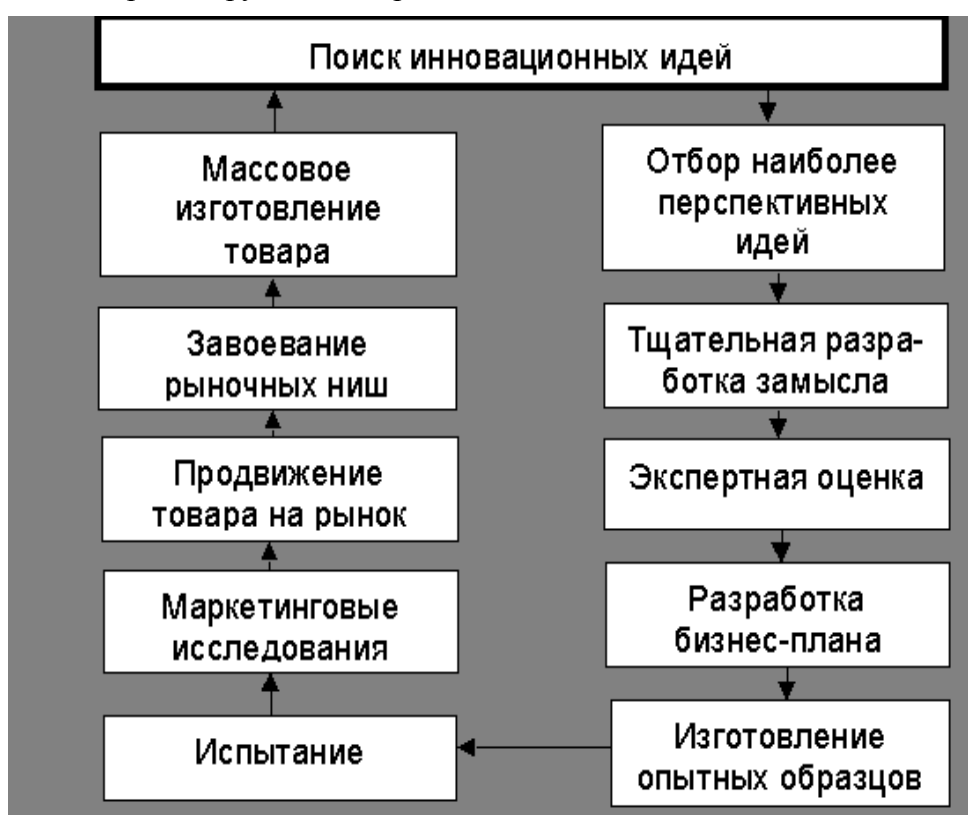 Поиск инновационных идей
Отбор наиболее
перспективных
идей
Тщательная разра-
ботка замысла
Экспертная оценка
Разработка
бизнес-плана
Изготовление
опытных образцов
Испытание
Маркетинговые
исследования
Продвижение
товара на рынок
Завоевание
рыночных ниш
Массовое
изготовление
товара